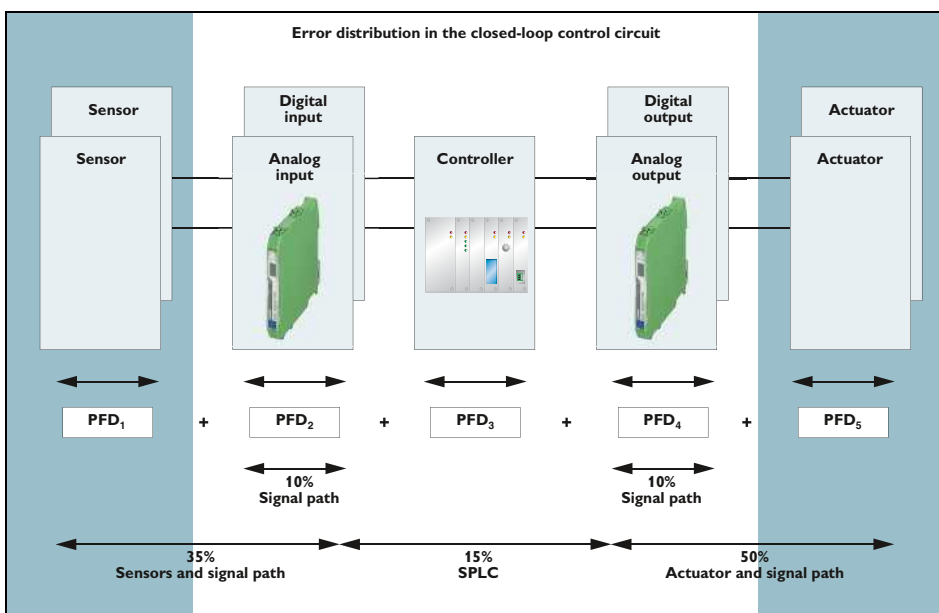 Error distribution in the closed-loop control circuit
Sensor
Digital
input
Digital
output
Actuator
Sensor
Analog
input
Controller
Analog
output
Actuator
PFD1 + PFD2 + PFD3 + PFD4 + PFD5
10%
Signal path
10%
Signal path
35%
Sensors and signal path
15%
SPLC
50%
Actuator and signal path